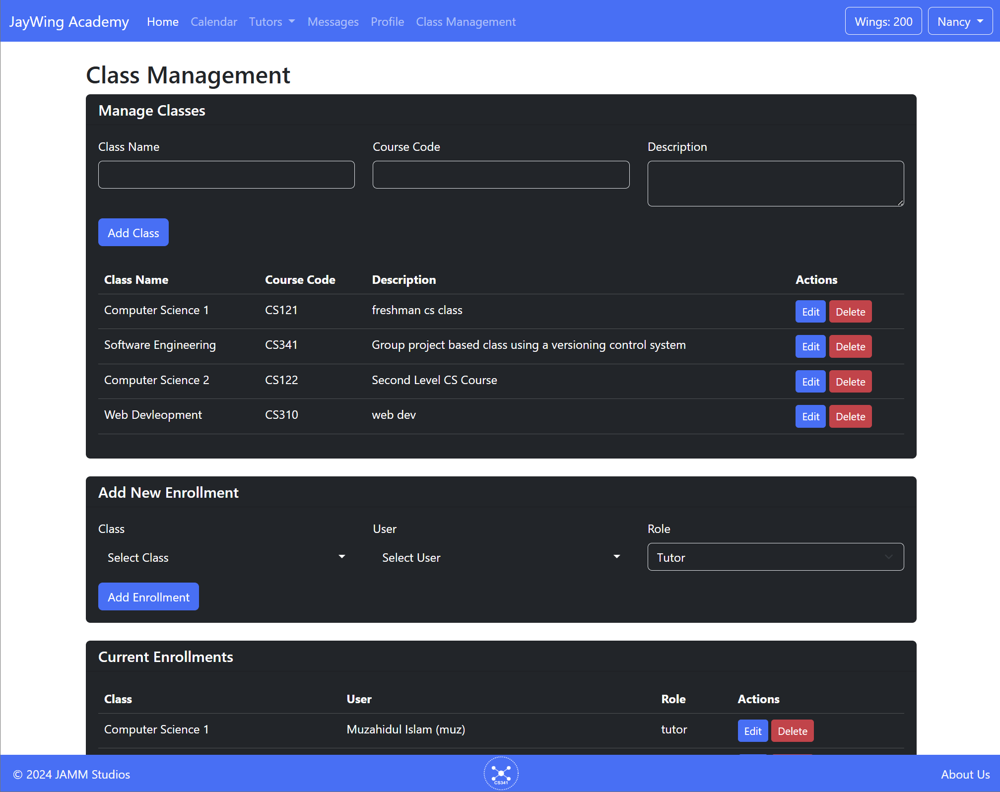 JayWing Academy Home Calendar Tutors Messages Profile Class Management Wings: 200 Nancy
Class Management
Manage Classes
Class Name Course Code Description
Add Class
Class Name Course Code Description Actions
Computer Science 1 CS121 freshman cs class Edit Delete
Software Engineering CS341 Group project based class using a versioning control system Edit Delete
Computer Science 2 CS122 Second Level CS Course Edit Delete
Web Devleopment CS310 web dev Edit Delete
Add New Enrollment
Class User Role
Select Class Select User Tutor
Add Enrollment
Current Enrollments
Class User Role Actions
Computer Science 1 Muzahidul Islam (muz) tutor Edit Delete
© 2024 JAMM Studios CS341 About Us